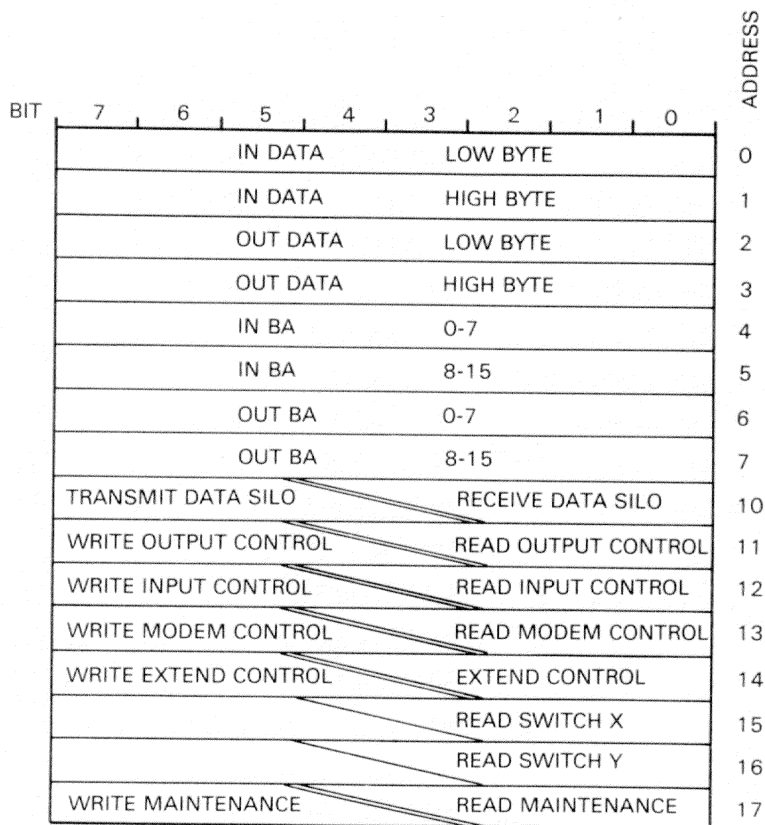 ADDRESS
BIT 7 6 5 4 3 2 1 0
IN DATA LOW BYTE 0
IN DATA HIGH BYTE 1
OUT DATA LOW BYTE 2
OUT DATA HIGH BYTE 3
IN BA 0-7 4
IN BA 8-15 5
OUT BA 0-7 6
OUT BA 8-15 7
TRANSMIT DATA SILO RECEIVE DATA SILO 10
WRITE OUTPUT CONTROL READ OUTPUT CONTROL 11
WRITE INPUT CONTROL READ INPUT CONTROL 12
WRITE MODEM CONTROL READ MODEM CONTROL 13
WRITE EXTEND CONTROL EXTEND CONTROL 14
READ SWITCH X 15
READ SWITCH Y 16
WRITE MAINTENANCE READ MAINTENANCE 17